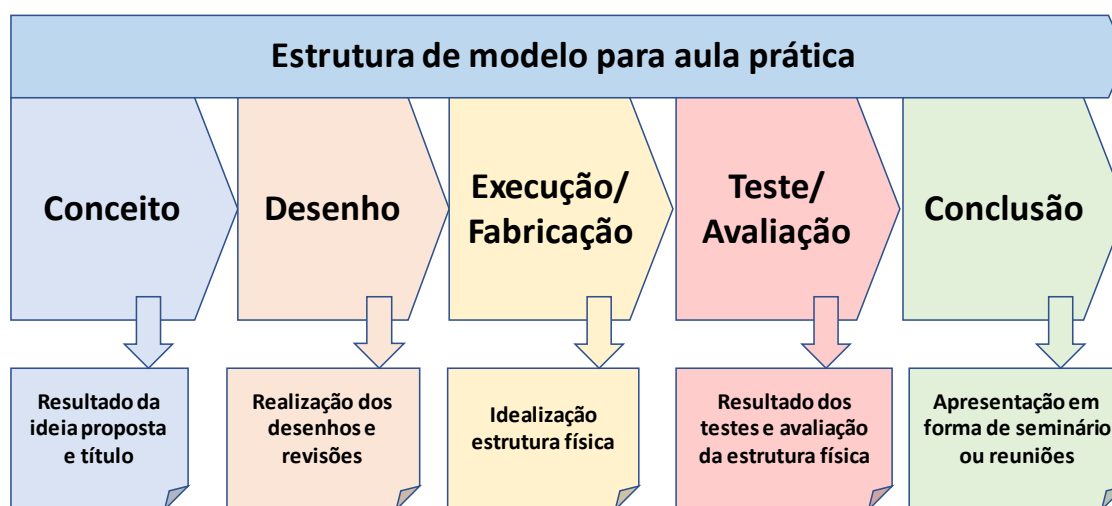 Estrutura de modelo para aula prática
Conceito
Desenho
Execução/
Fabricação
Teste/
Avaliação
Conclusão
Resultado da
ideia proposta
e título
Realização dos
desenhos e
revisões
Idealização
estrutura física
Resultado dos
testes e avaliação
da estrutura física
Apresentação em
forma de seminário
ou reuniões